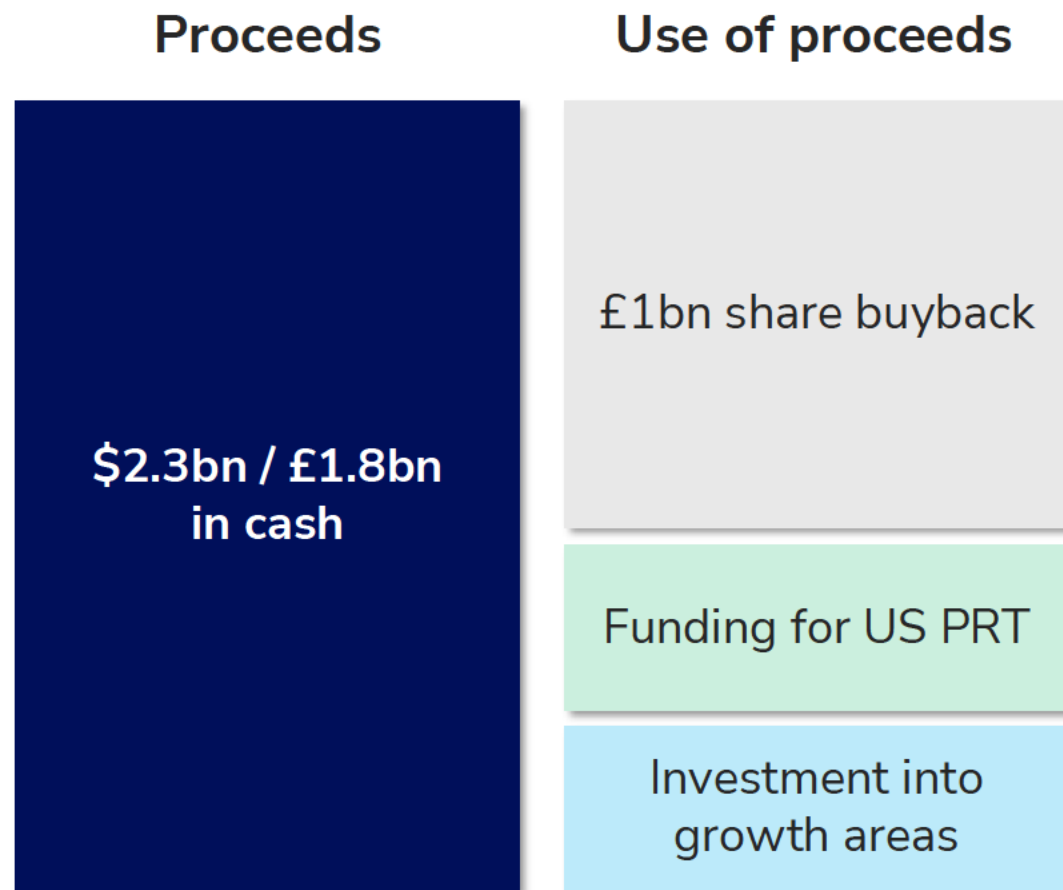 Proceeds
Use of proceeds
$2.3bn / £1.8bn
in cash
£1bn share buyback
Funding for US PRT
Investment into
growth areas